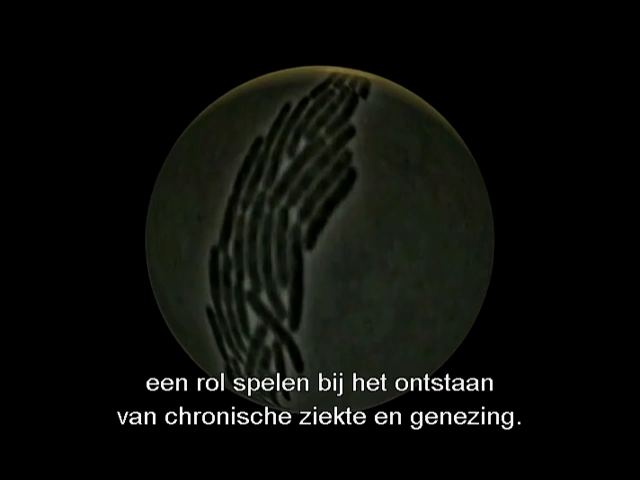 een rol spelen bij het ontstaan
van chronische ziekte en genezing.